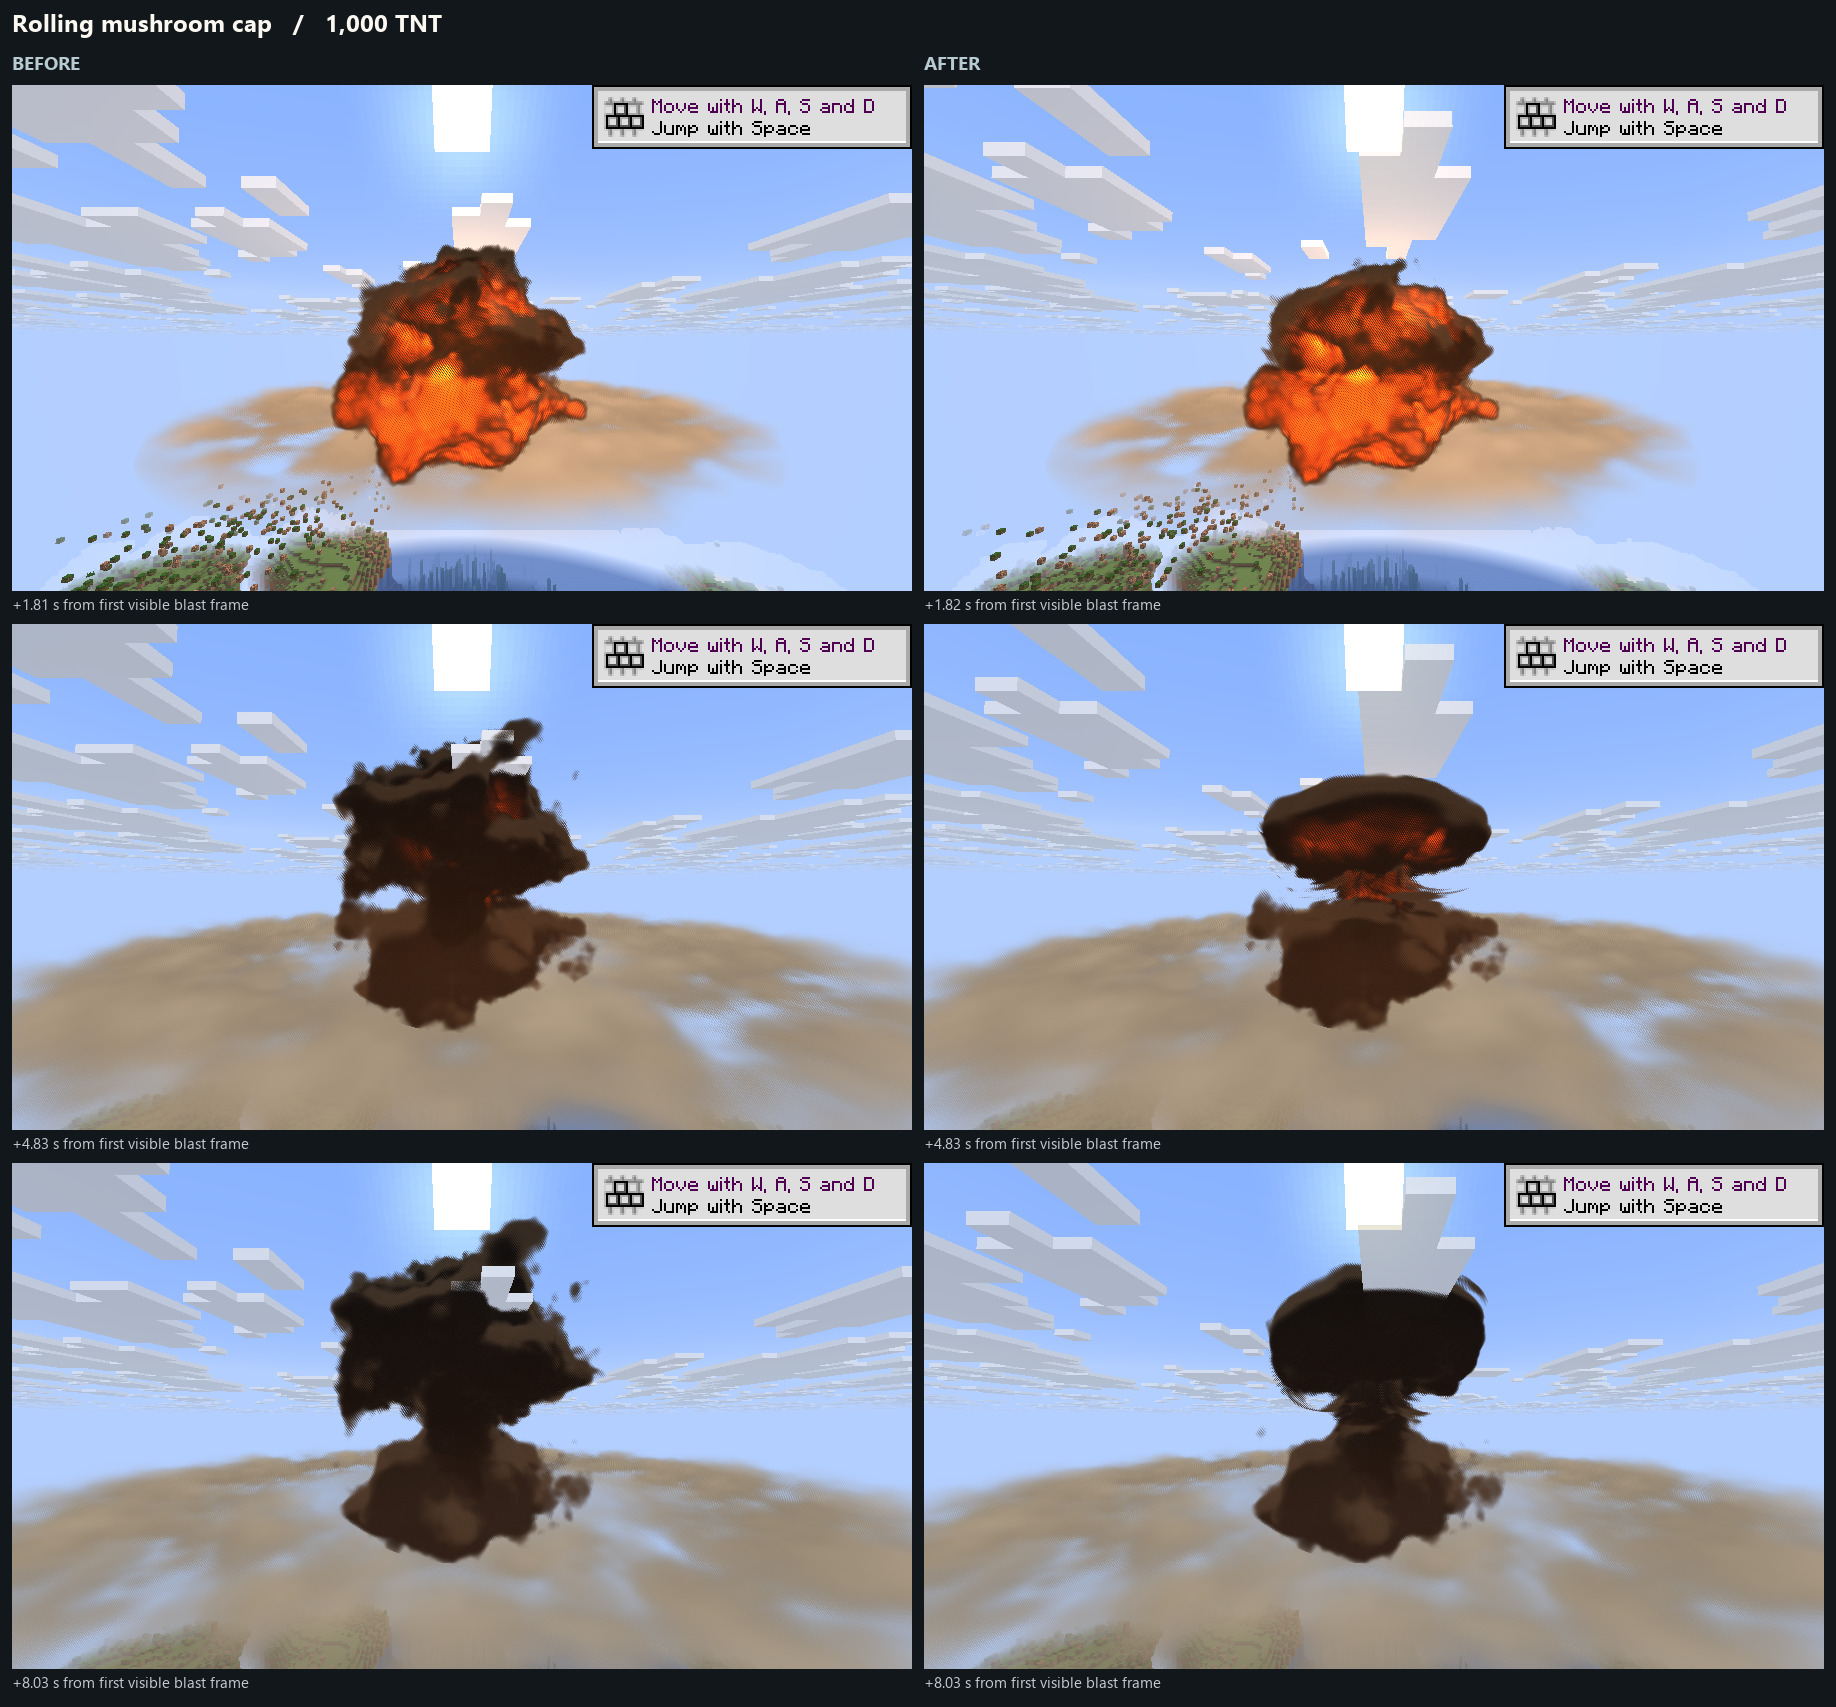 Rolling mushroom cap / 1,000 TNT
BEFORE
AFTER
Move with W, A, S and D
Jump with Space
Move with W, A, S and D
Jump with Space
+1.81 s from first visible blast frame
+1.82 s from first visible blast frame
Move with W, A, S and D
Jump with Space
Move with W, A, S and D
Jump with Space
+4.83 s from first visible blast frame
+4.83 s from first visible blast frame
Move with W, A, S and D
Jump with Space
Move with W, A, S and D
Jump with Space
+8.03 s from first visible blast frame
+8.03 s from first visible blast frame